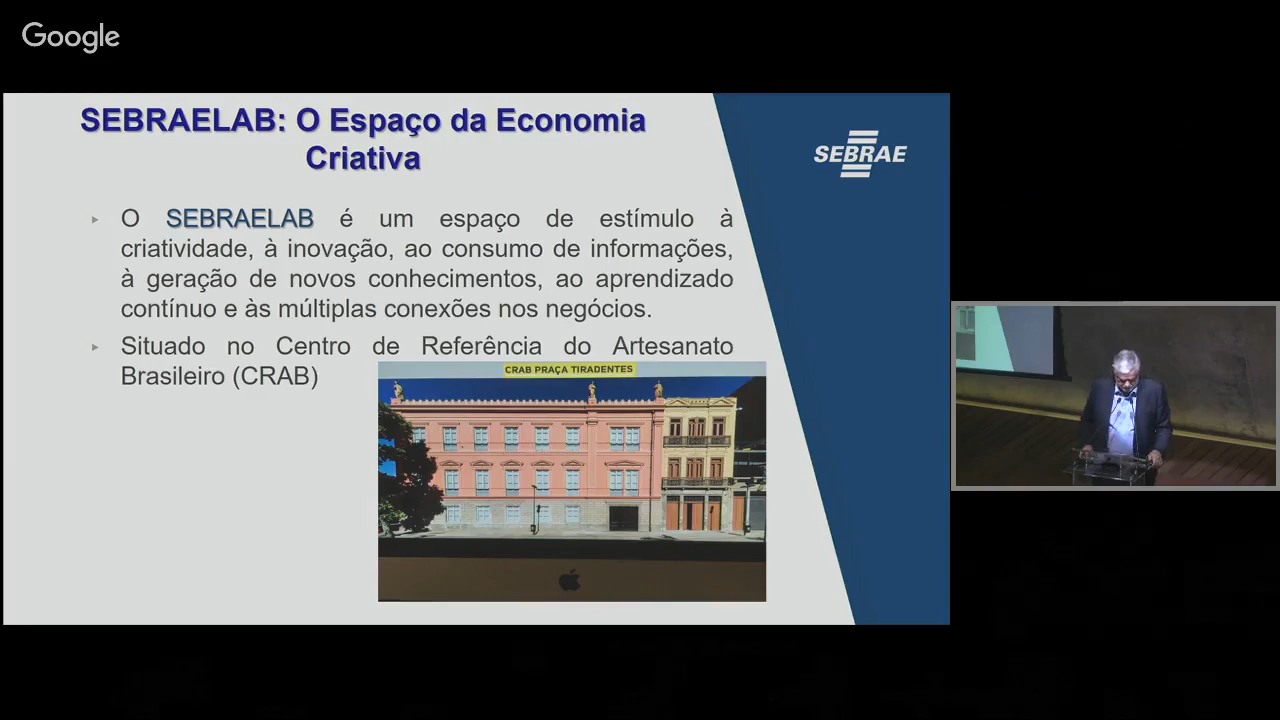 Google
SEBRAELAB: O Espaço da Economia
Criativa
SEBRAE
O SEBRAELAB é um espaço de estímulo à
criatividade, à inovação, ao consumo de informações,
à geração de novos conhecimentos, ao aprendizado
contínuo e às múltiplas conexões nos negócios.
Situado no Centro de Referência do Artesanato
Brasileiro (CRAB)
CRAB PRAÇA TIRADENTES